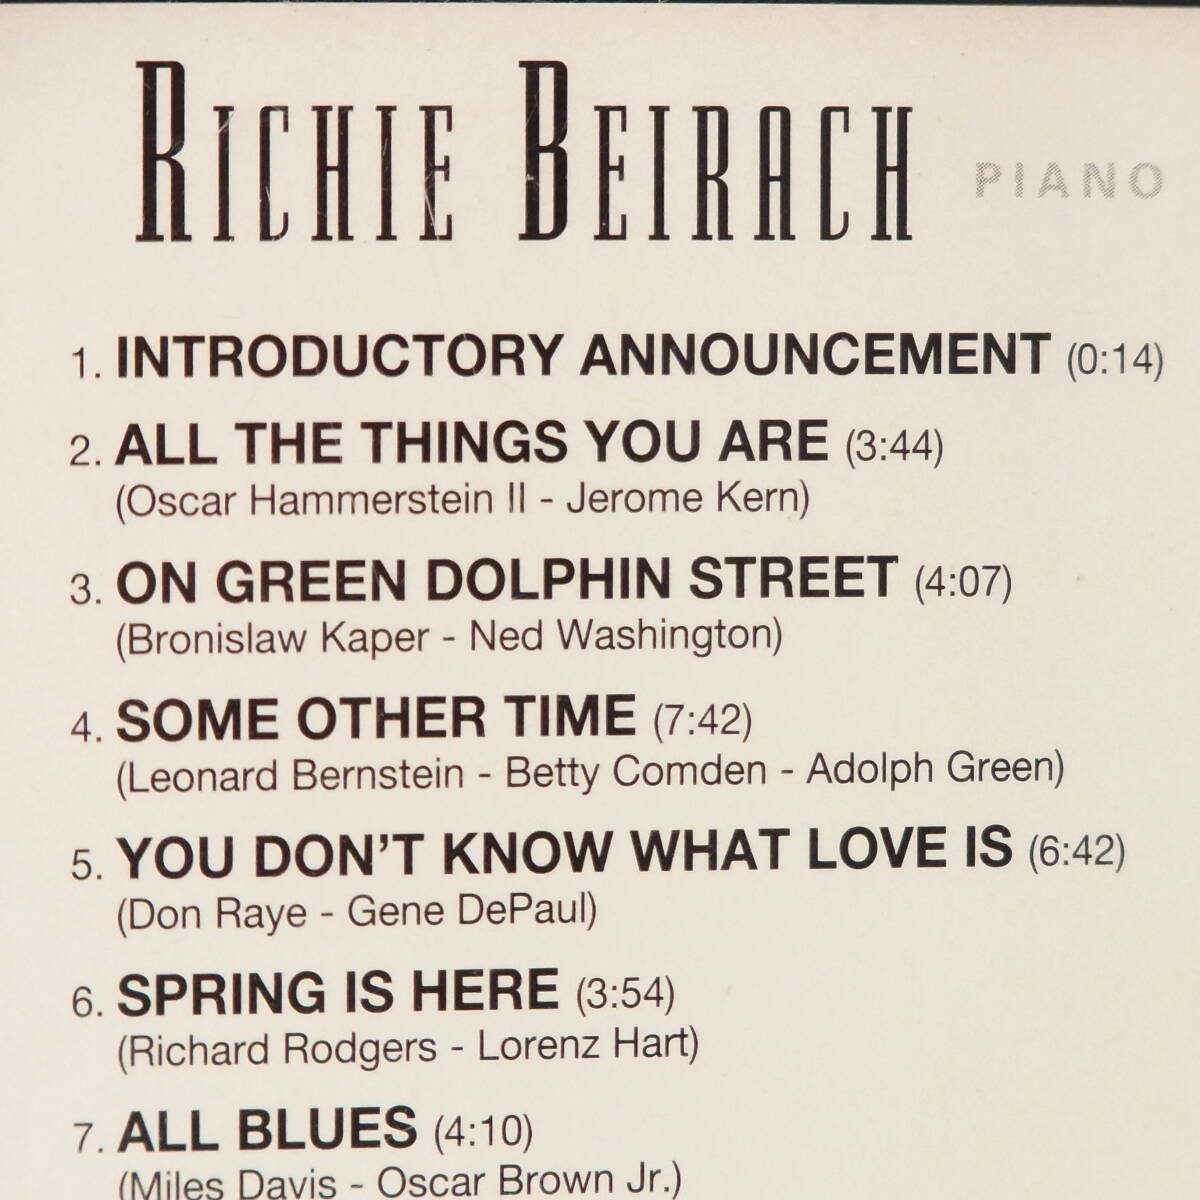 RICHIE BEIRACH PIANO
1. INTRODUCTORY ANNOUNCEMENT (0:14)
2. ALL THE THINGS YOU ARE (3:44)
(Oscar Hammerstein II - Jerome Kern)
3. ON GREEN DOLPHIN STREET (4:07)
(Bronislaw Kaper - Ned Washington)
4. SOME OTHER TIME (7:42)
(Leonard Bernstein - Betty Comden - Adolph Green)
5. YOU DON'T KNOW WHAT LOVE IS (6:42)
(Don Raye - Gene DePaul)
6. SPRING IS HERE (3:54)
(Richard Rodgers - Lorenz Hart)
7. ALL BLUES (4:10)
(Miles Davis - Oscar Brown Jr.)